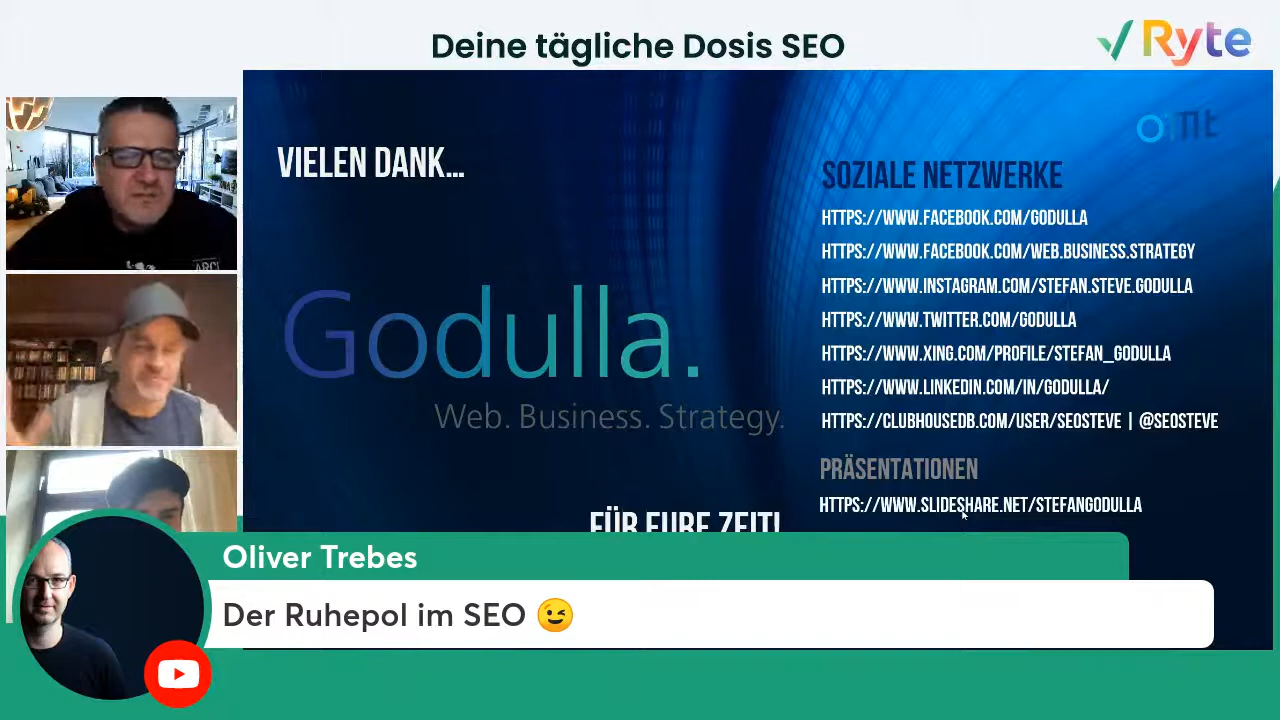 Deine tägliche Dosis SEO
Ryte
VIELEN DANK...
SOZIALE NETZWERKE
HTTPS://WWW.FACEBOOK.COM/GODULLA
HTTPS://WWW.FACEBOOK.COM/WEB.BUSINESS.STRATEGY
HTTPS://WWW.INSTAGRAM.COM/STEFAN.STEVE.GODULLA
HTTPS://WWW.TWITTER.COM/GODULLA
HTTPS://WWW.XING.COM/PROFILE/STEFAN_GODULLA
HTTPS://WWW.LINKEDIN.COM/IN/GODULLA/
HTTPS://CLUBHOUSEDB.COM/USER/SEOSTEVE | @SEOSTEVE
Godulla.
Web. Business. Strategy.
PRÄSENTATIONEN
HTTPS://WWW.SLIDESHARE.NET/STEFANGODULLA
FÜR EURE ZEIT!
Oliver Trebes
Der Ruhepol im SEO 😉